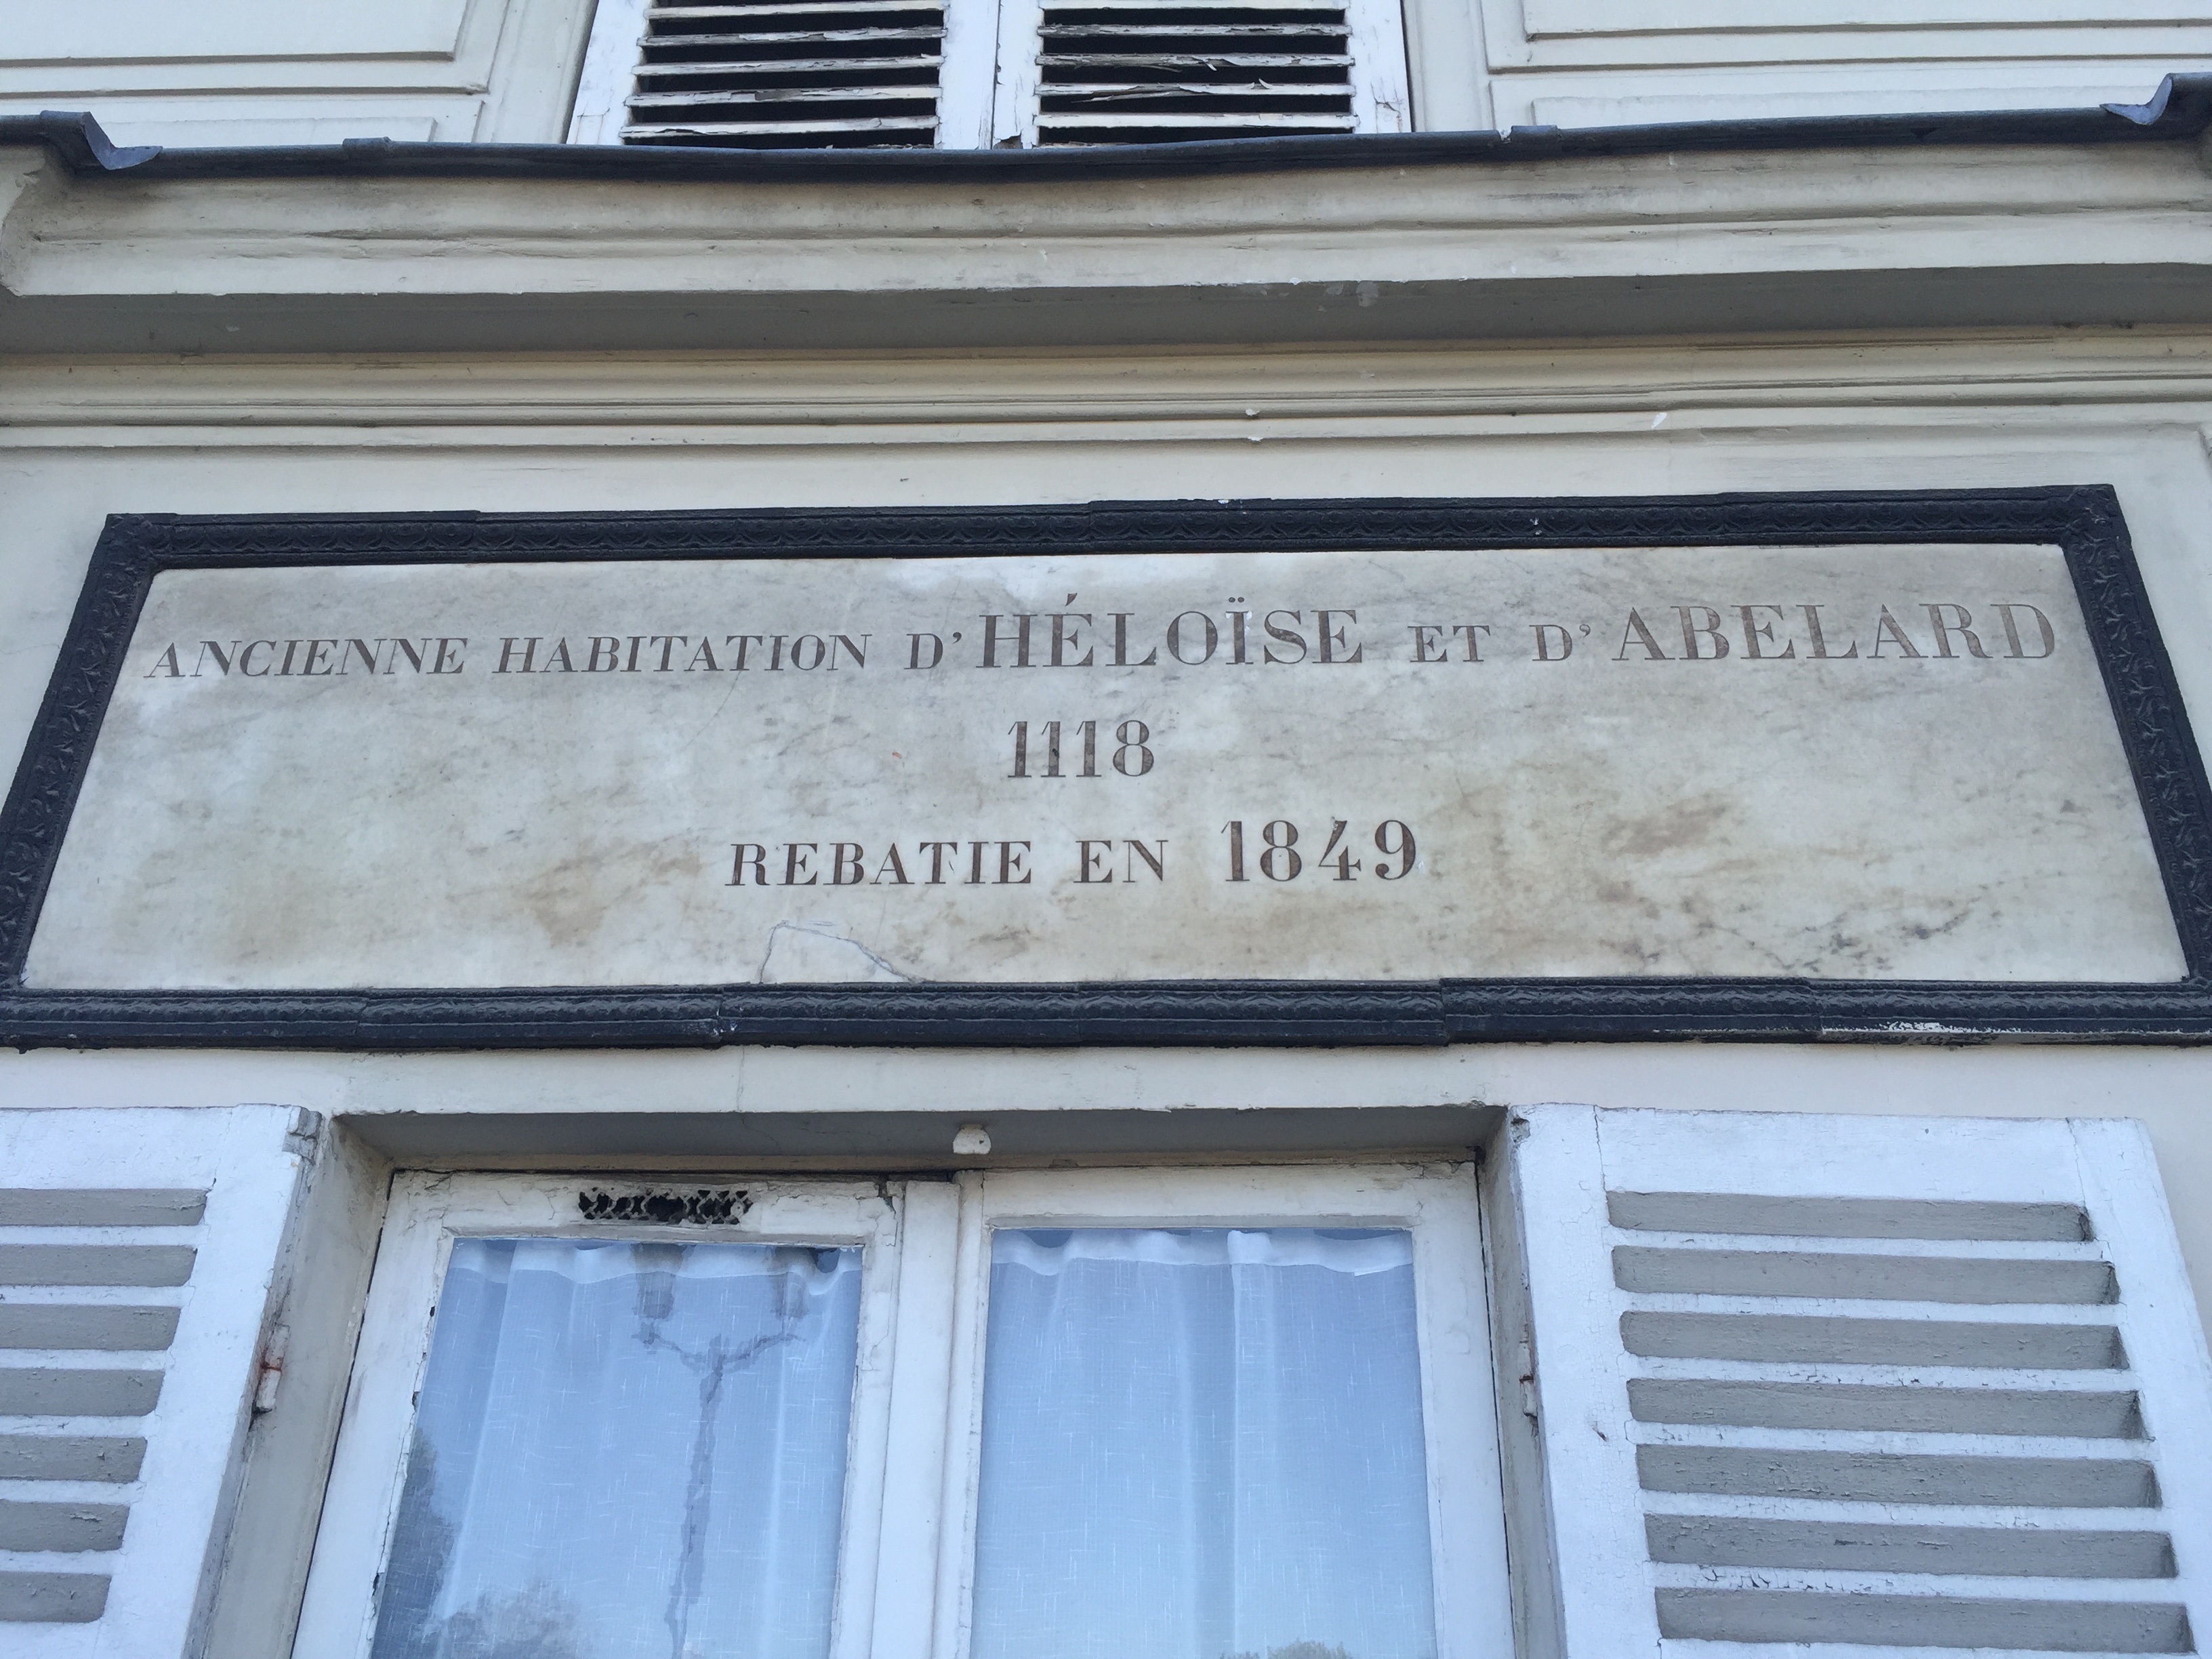 ANCIENNE HABITATION D'HÉLOÏSE ET D'ABELARD
1118
REBATIE EN 1849